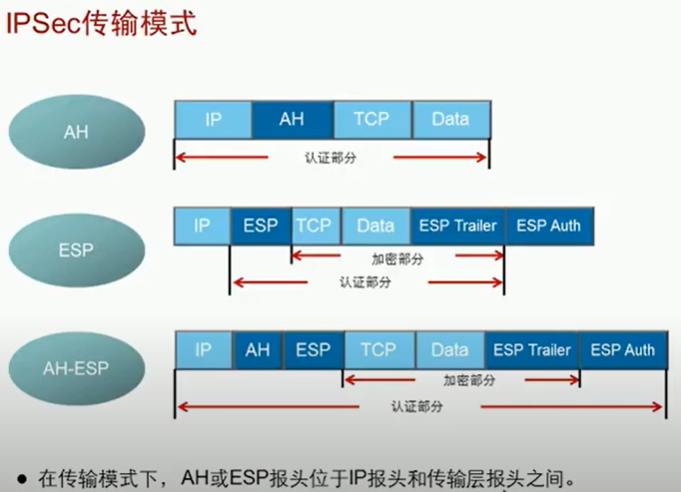 IPSec传输模式
AH
IP AH TCP Data
认证部分
ESP
IP ESP TCP Data ESP Trailer ESP Auth
加密部分
认证部分
AH-ESP
IP AH ESP TCP Data ESP Trailer ESP Auth
加密部分
认证部分
● 在传输模式下，AH或ESP报头位于IP报头和传输层报头之间。